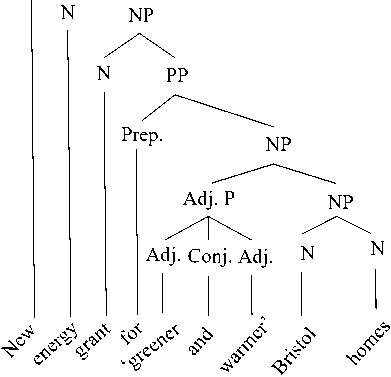 N NP
N PP
Prep. NP
Adj. P NP
Adj. Conj. Adj. N N
New energy grant for 'greener and warmer' Bristol homes